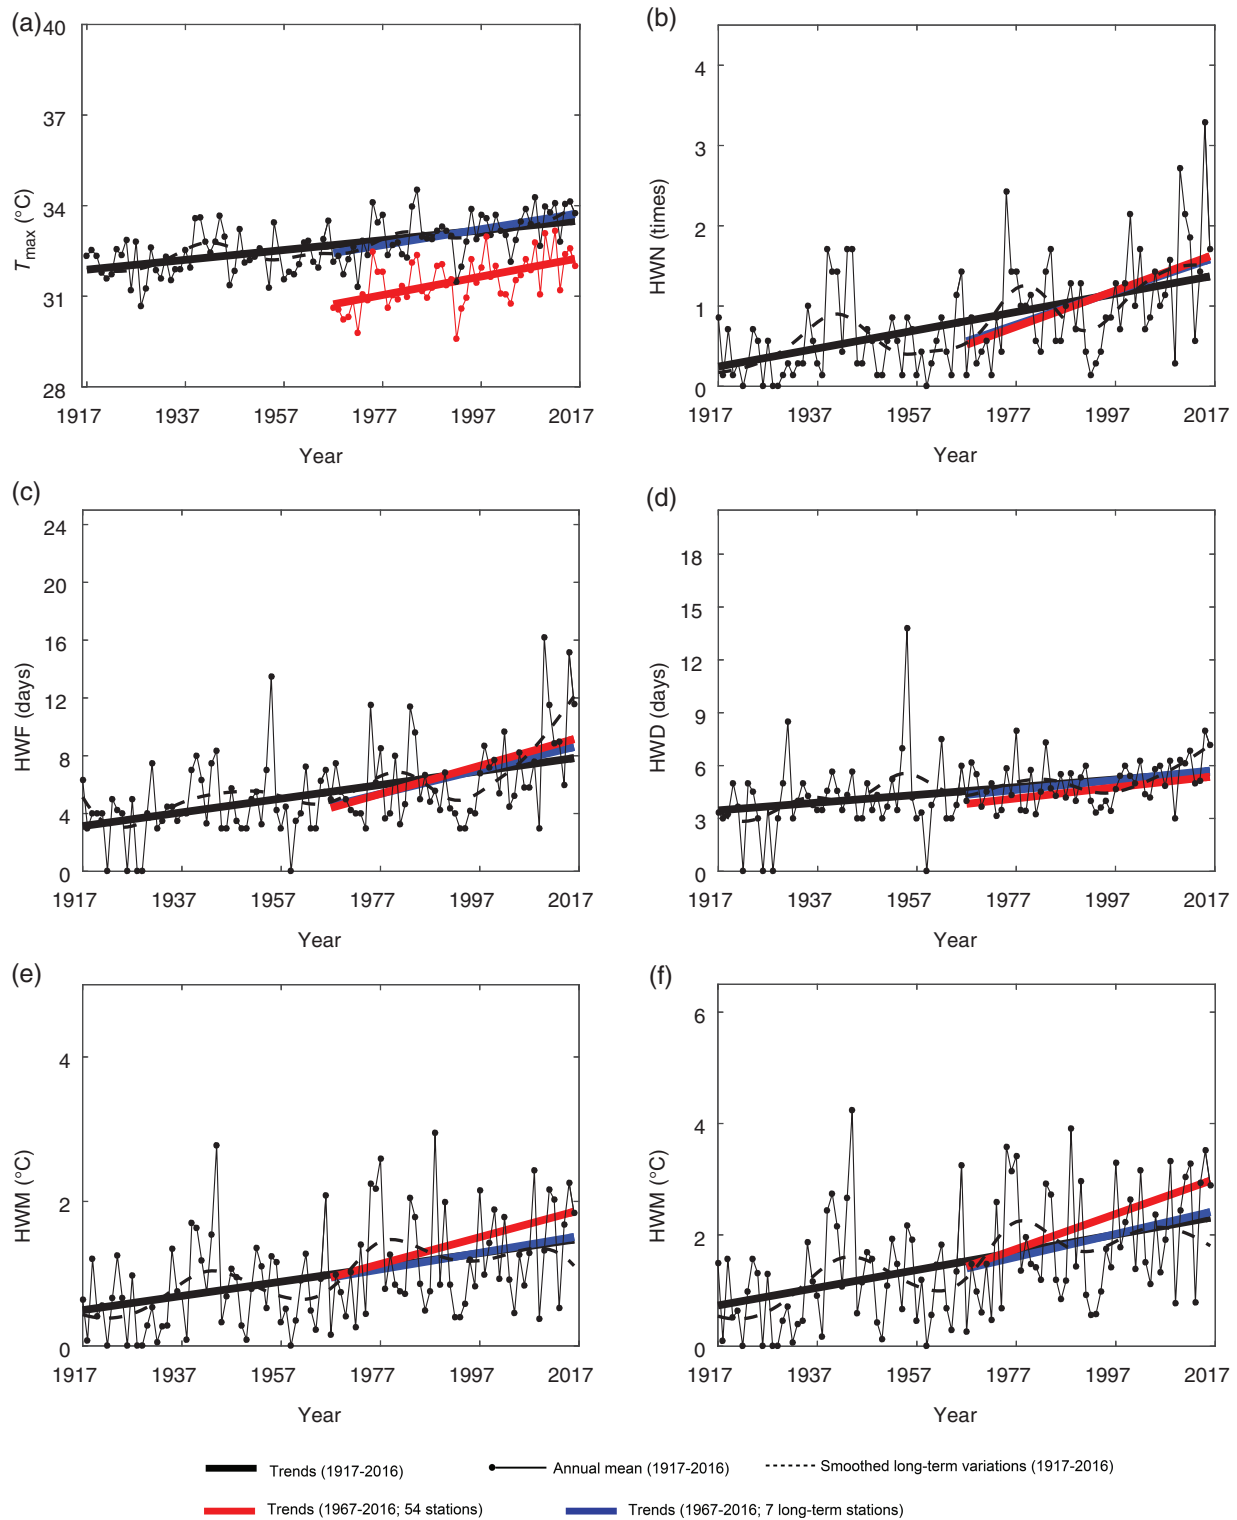 (a)
40
37
34
31
28
Tmax (°C)
1917 1937 1957 1977 1997 2017
Year
(b)
4
3
2
1
0
HWN (times)
1917 1937 1957 1977 1997 2017
Year
(c)
24
20
16
12
8
4
0
HWF (days)
1917 1937 1957 1977 1997 2017
Year
(d)
18
15
12
9
6
3
0
HWD (days)
1917 1937 1957 1977 1997 2017
Year
(e)
4
2
0
HWM (°C)
1917 1937 1957 1977 1997 2017
Year
(f)
6
4
2
0
HWM (°C)
1917 1937 1957 1977 1997 2017
Year
Trends (1917-2016) Annual mean (1917-2016) Smoothed long-term variations (1917-2016)
Trends (1967-2016; 54 stations) Trends (1967-2016; 7 long-term stations)